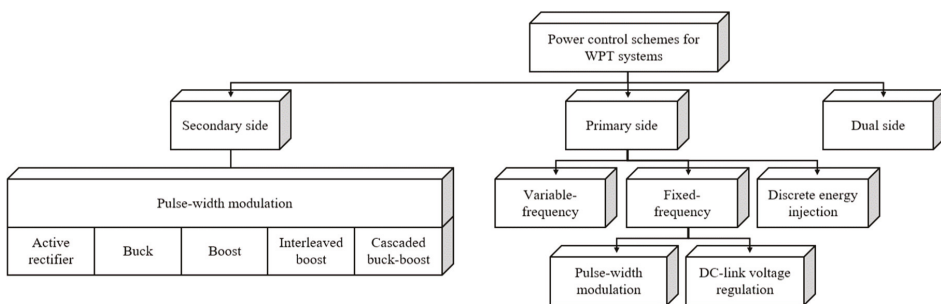 Power control schemes for
WPT systems
Secondary side
Primary side
Dual side
Pulse-width modulation
Active
rectifier
Buck
Boost
Interleaved
boost
Cascaded
buck-boost
Variable-
frequency
Fixed-
frequency
Discrete energy
injection
Pulse-width
modulation
DC-link voltage
regulation